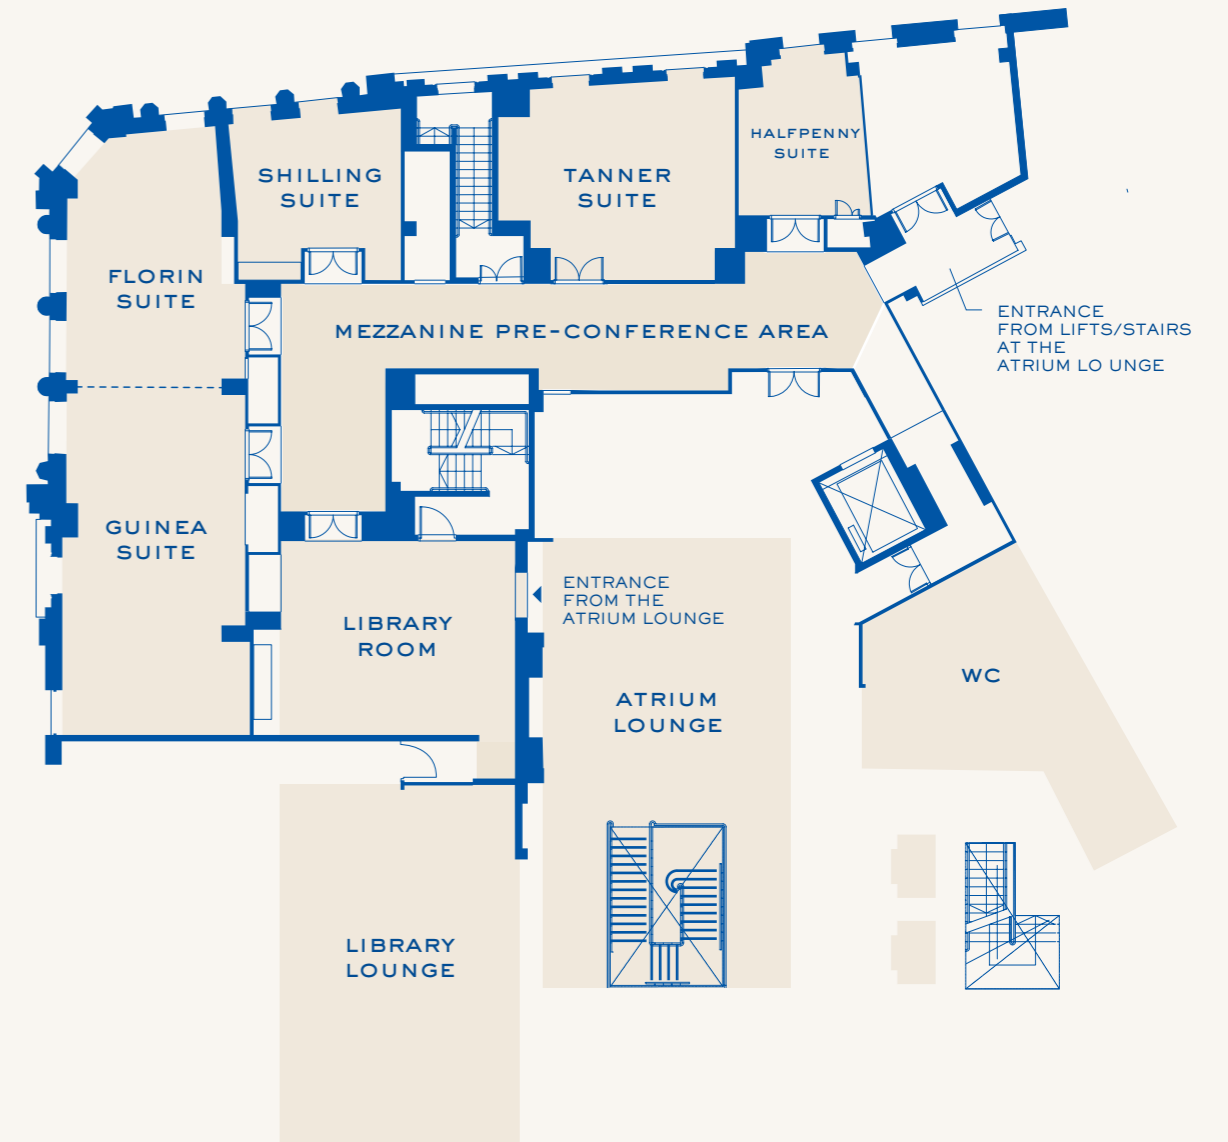 HALFPENNY
SUITE
SHILLING
SUITE
TANNER
SUITE
FLORIN
SUITE
MEZZANINE PRE-CONFERENCE AREA
ENTRANCE
FROM LIFTS/STAIRS
AT THE
ATRIUM LO UNGE
GUINEA
SUITE
ENTRANCE
FROM THE
ATRIUM LOUNGE
LIBRARY
ROOM
WC
ATRIUM
LOUNGE
LIBRARY
LOUNGE